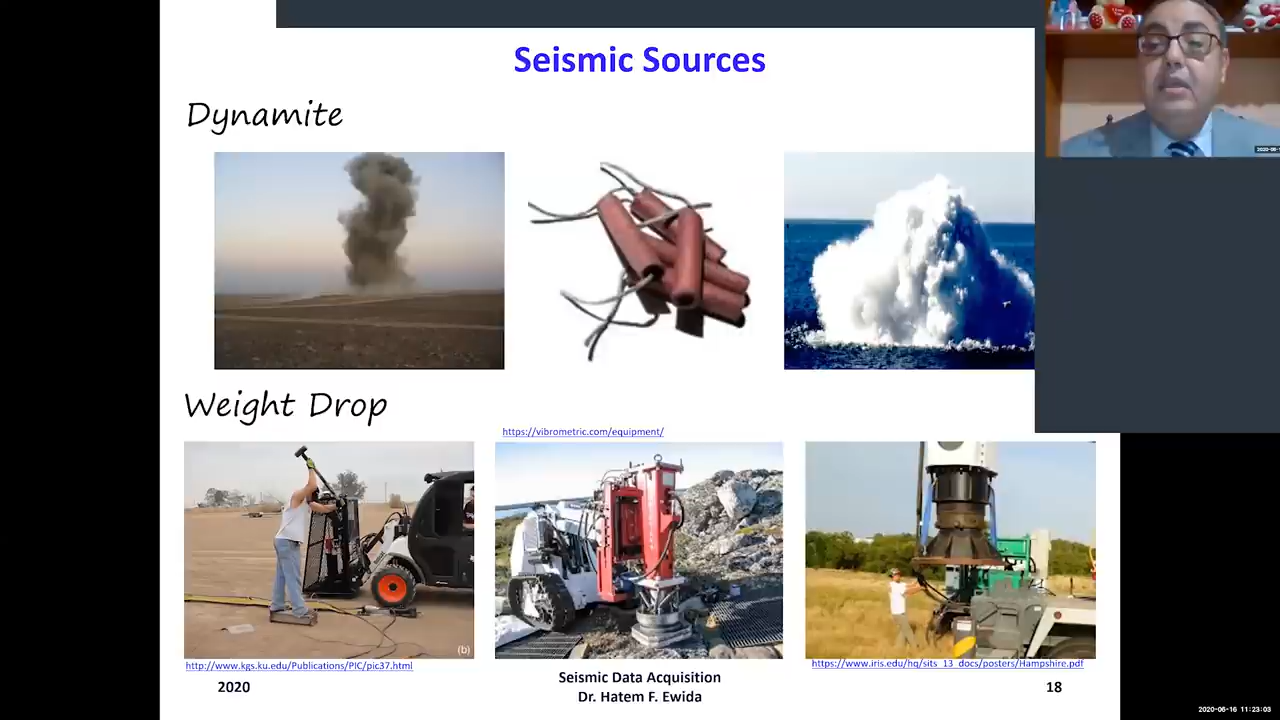 Seismic Sources
Dynamite
Weight Drop
https://vibrometric.com/equipment/
(b)
http://www.kgs.ku.edu/Publications/PIC/pic37.html
https://www.iris.edu/hq/sits_13_docs/posters/Hampshire.pdf
2020
Seismic Data Acquisition
Dr. Hatem F. Ewida
18
2020-06-16 11:23:03